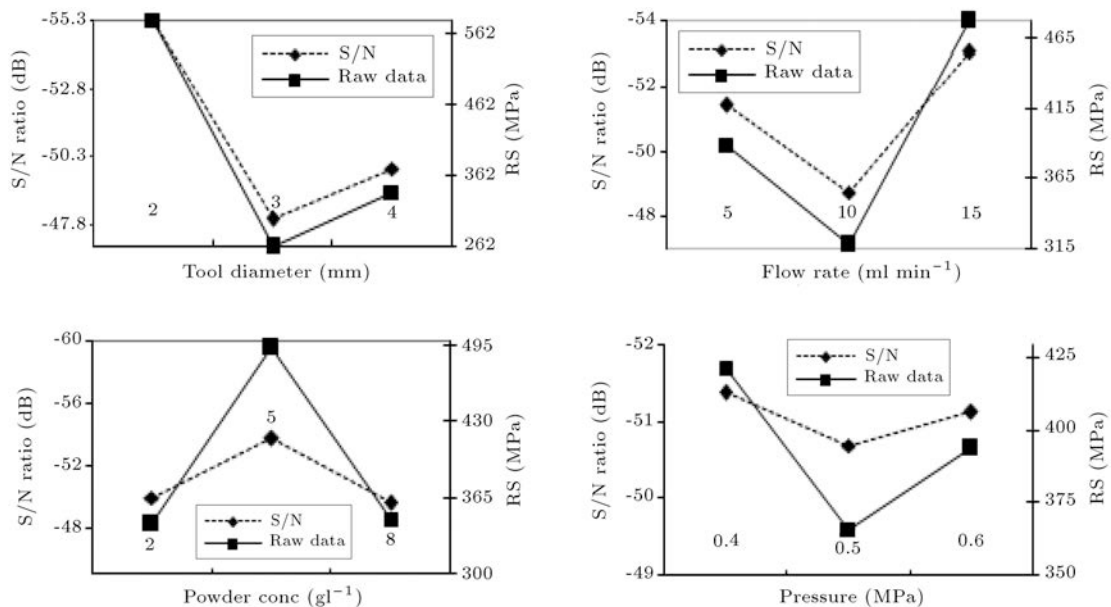 -55.3
-52.8
-50.3
-47.8
S/N ratio (dB)
S/N
Raw data
2
3
4
562
462
362
262
RS (MPa)
Tool diameter (mm)
-54
-52
-50
-48
S/N ratio (dB)
S/N
Raw data
5
10
15
465
415
365
315
RS (MPa)
Flow rate (ml min⁻¹)
-60
-56
-52
-48
S/N ratio (dB)
2
5
8
S/N
Raw data
495
430
365
300
RS (MPa)
Powder conc (gl⁻¹)
-52
-51
-50
-49
S/N ratio (dB)
S/N
Raw data
0.4
0.5
0.6
425
400
375
350
RS (MPa)
Pressure (MPa)